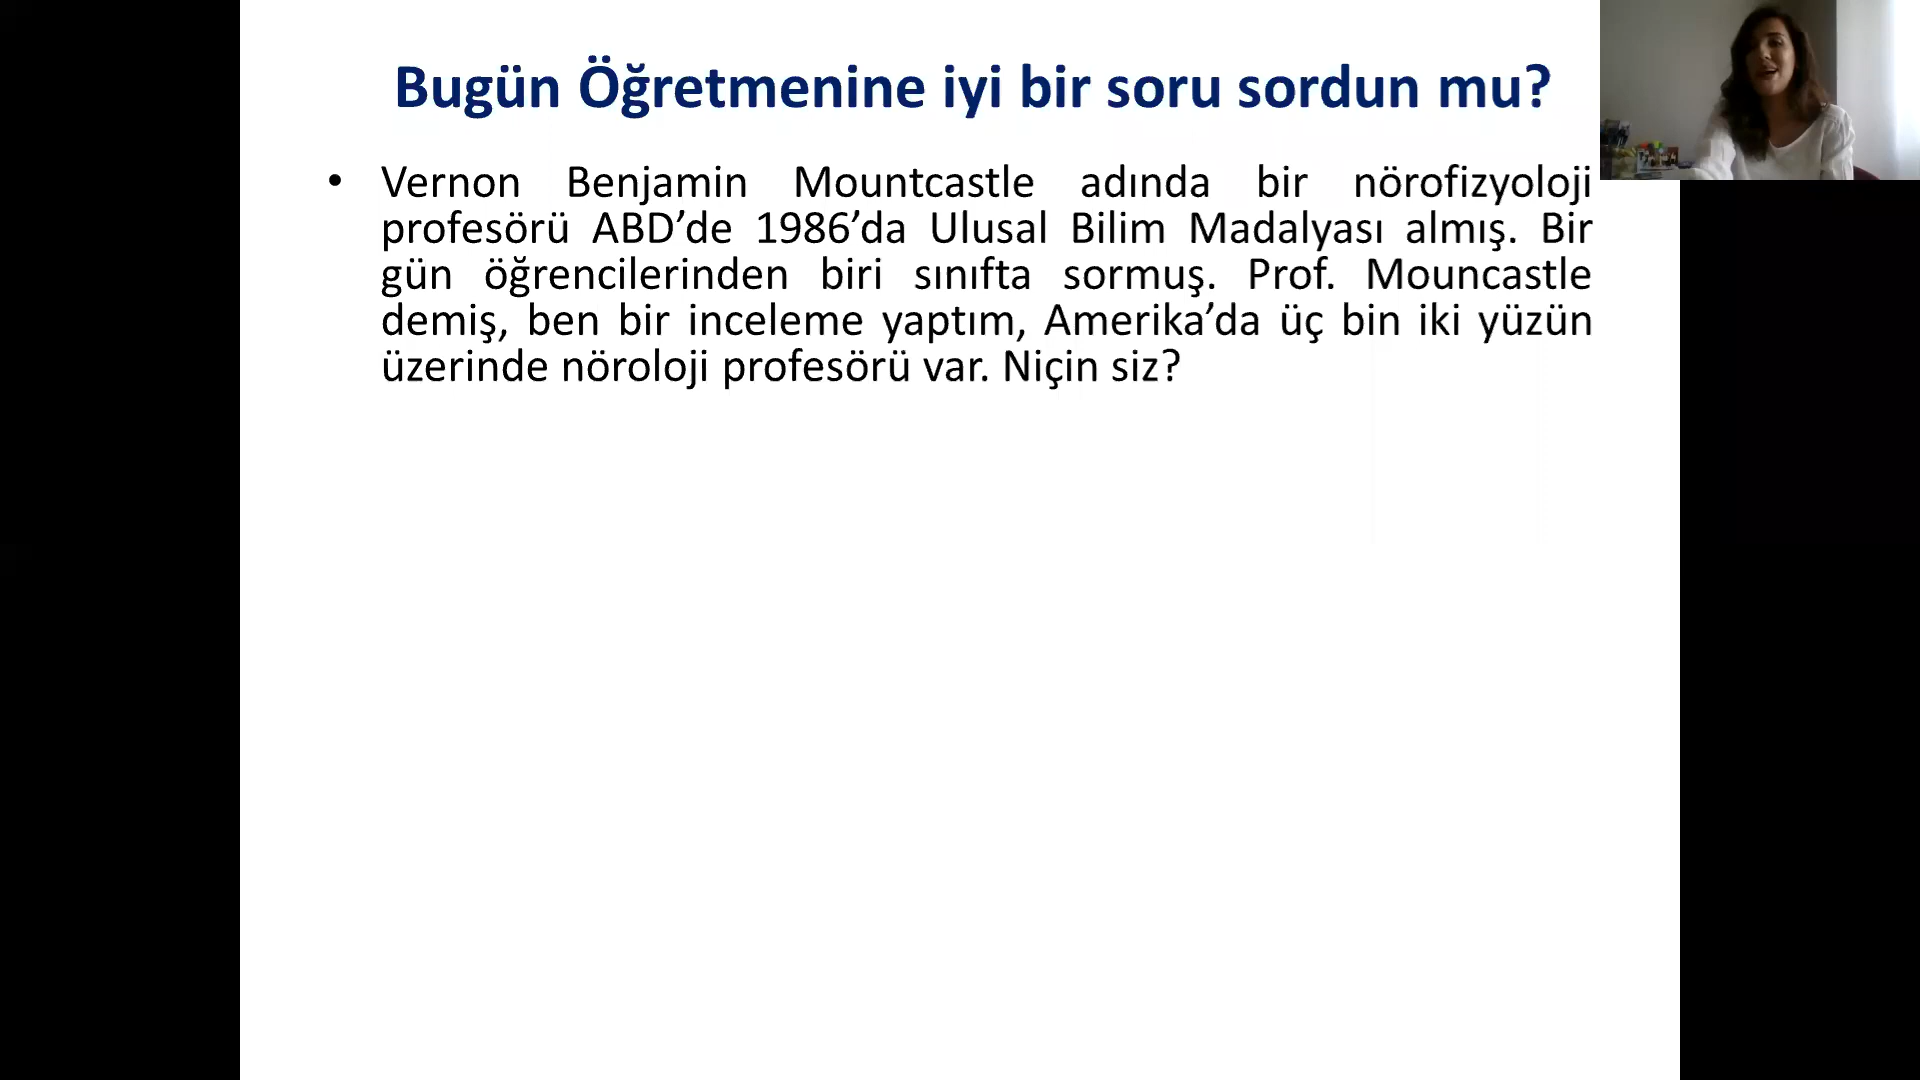 Bugün Öğretmenine iyi bir soru sordun mu?
• Vernon Benjamin Mountcastle adında bir nörofizyoloji
profesörü ABD’de 1986’da Ulusal Bilim Madalyası almış. Bir
gün öğrencilerinden biri sınıfta sormuş. Prof. Mouncastle
demiş, ben bir inceleme yaptım, Amerika’da üç bin iki yüzün
üzerinde nöroloji profesörü var. Niçin siz?